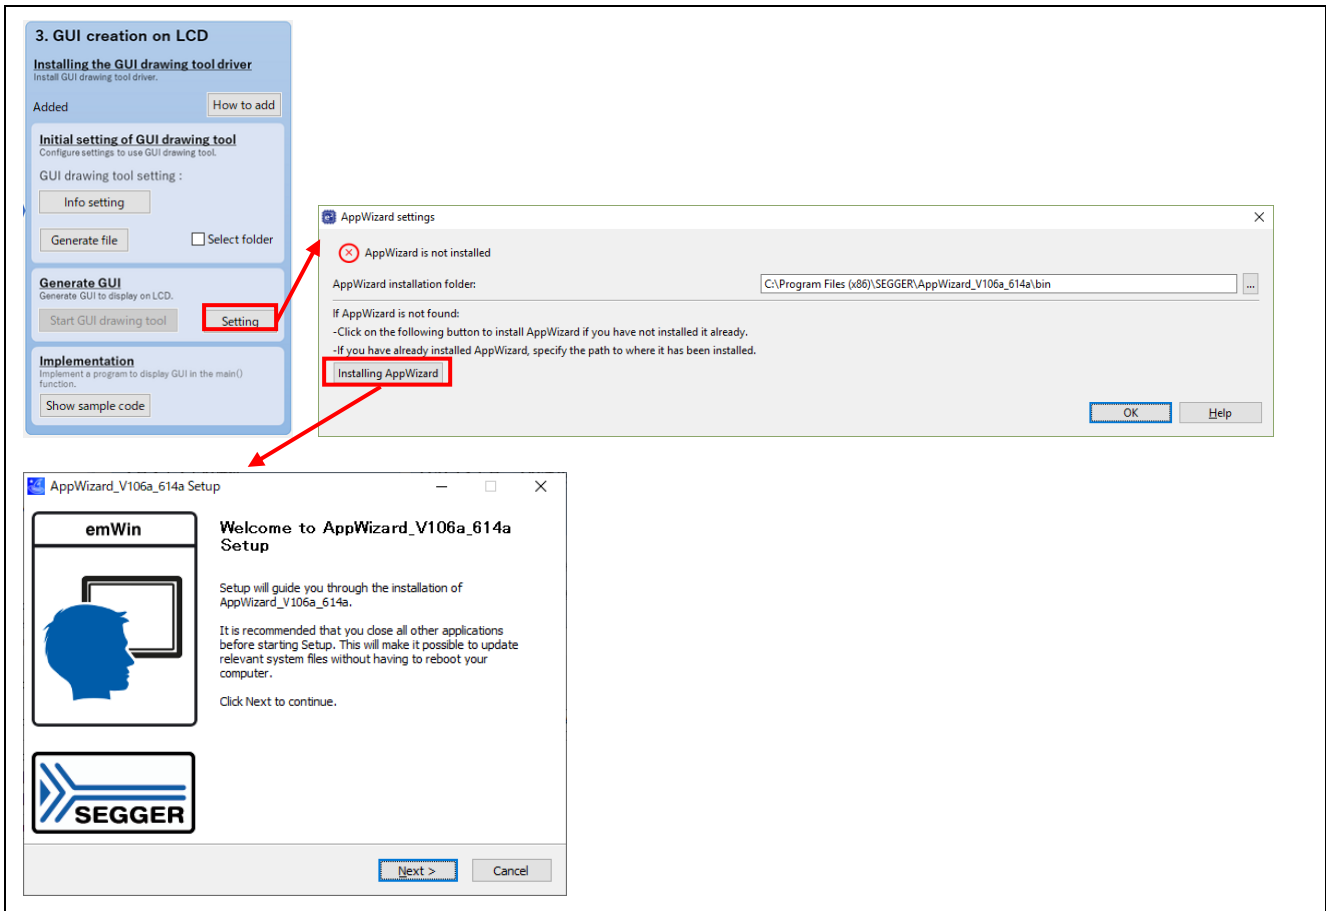 3. GUI creation on LCD
Installing the GUI drawing tool driver
Install GUI drawing tool driver.
Added
How to add
Initial setting of GUI drawing tool
Configure settings to use GUI drawing tool.
GUI drawing tool setting :
Info setting
Generate file
Select folder
Generate GUI
Generate GUI to display on LCD.
Start GUI drawing tool
Setting
Implementation
Implement a program to display GUI in the main()
function.
Show sample code
AppWizard settings
AppWizard is not installed
AppWizard installation folder:
C:\Program Files (x86)\SEGGER\AppWizard_V106a_614a\bin
...
If AppWizard is not found:
-Click on the following button to install AppWizard if you have not installed it already.
-If you have already installed AppWizard, specify the path to where it has been installed.
Installing AppWizard
OK
Help
AppWizard_V106a_614a Setup
emWin
Welcome to AppWizard_V106a_614a
Setup
Setup will guide you through the installation of
AppWizard_V106a_614a.
It is recommended that you close all other applications
before starting Setup. This will make it possible to update
relevant system files without having to reboot your
computer.
Click Next to continue.
SEGGER
Next >
Cancel